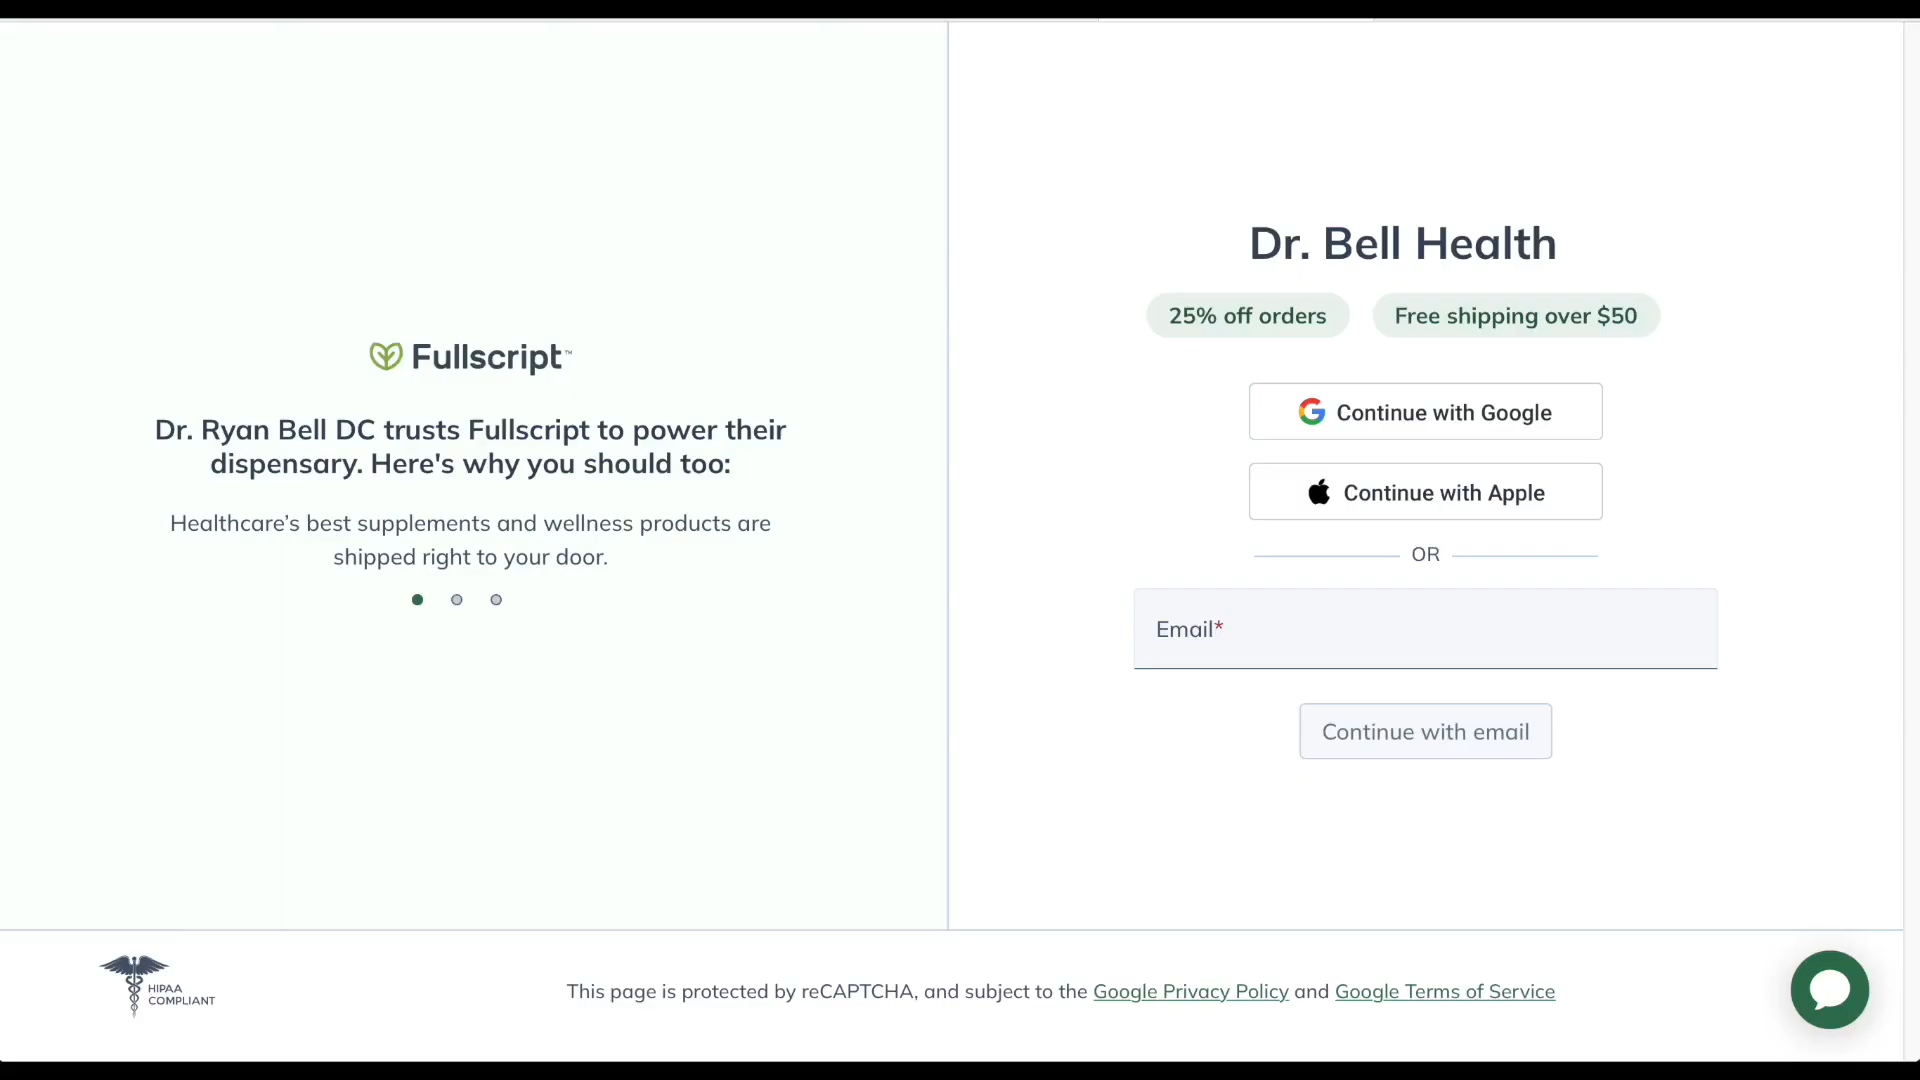 Fullscript™
Dr. Ryan Bell DC trusts Fullscript to power their
dispensary. Here's why you should too:
Healthcare’s best supplements and wellness products are
shipped right to your door.
Dr. Bell Health
25% off orders
Free shipping over $50
Continue with Google
Continue with Apple
OR
Email*
Continue with email
HIPAA
COMPLIANT
This page is protected by reCAPTCHA, and subject to the Google Privacy Policy and Google Terms of Service